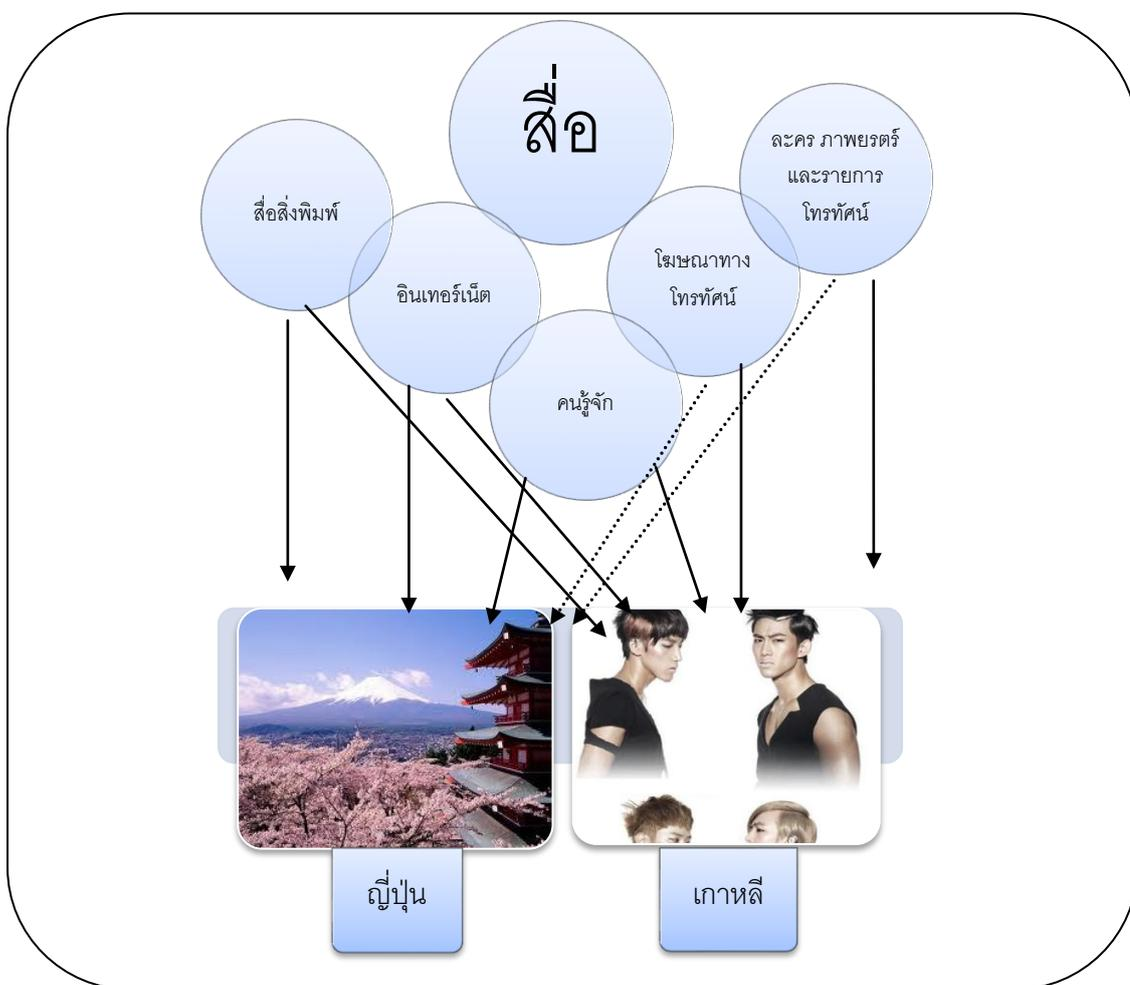 สื่อ
สื่อสิ่งพิมพ์
อินเทอร์เน็ต
คนรู้จัก
โฆษณาทาง
โทรทัศน์
ละคร ภาพยรตร์
และรายการ
โทรทัศน์
ญี่ปุ่น
เกาหลี